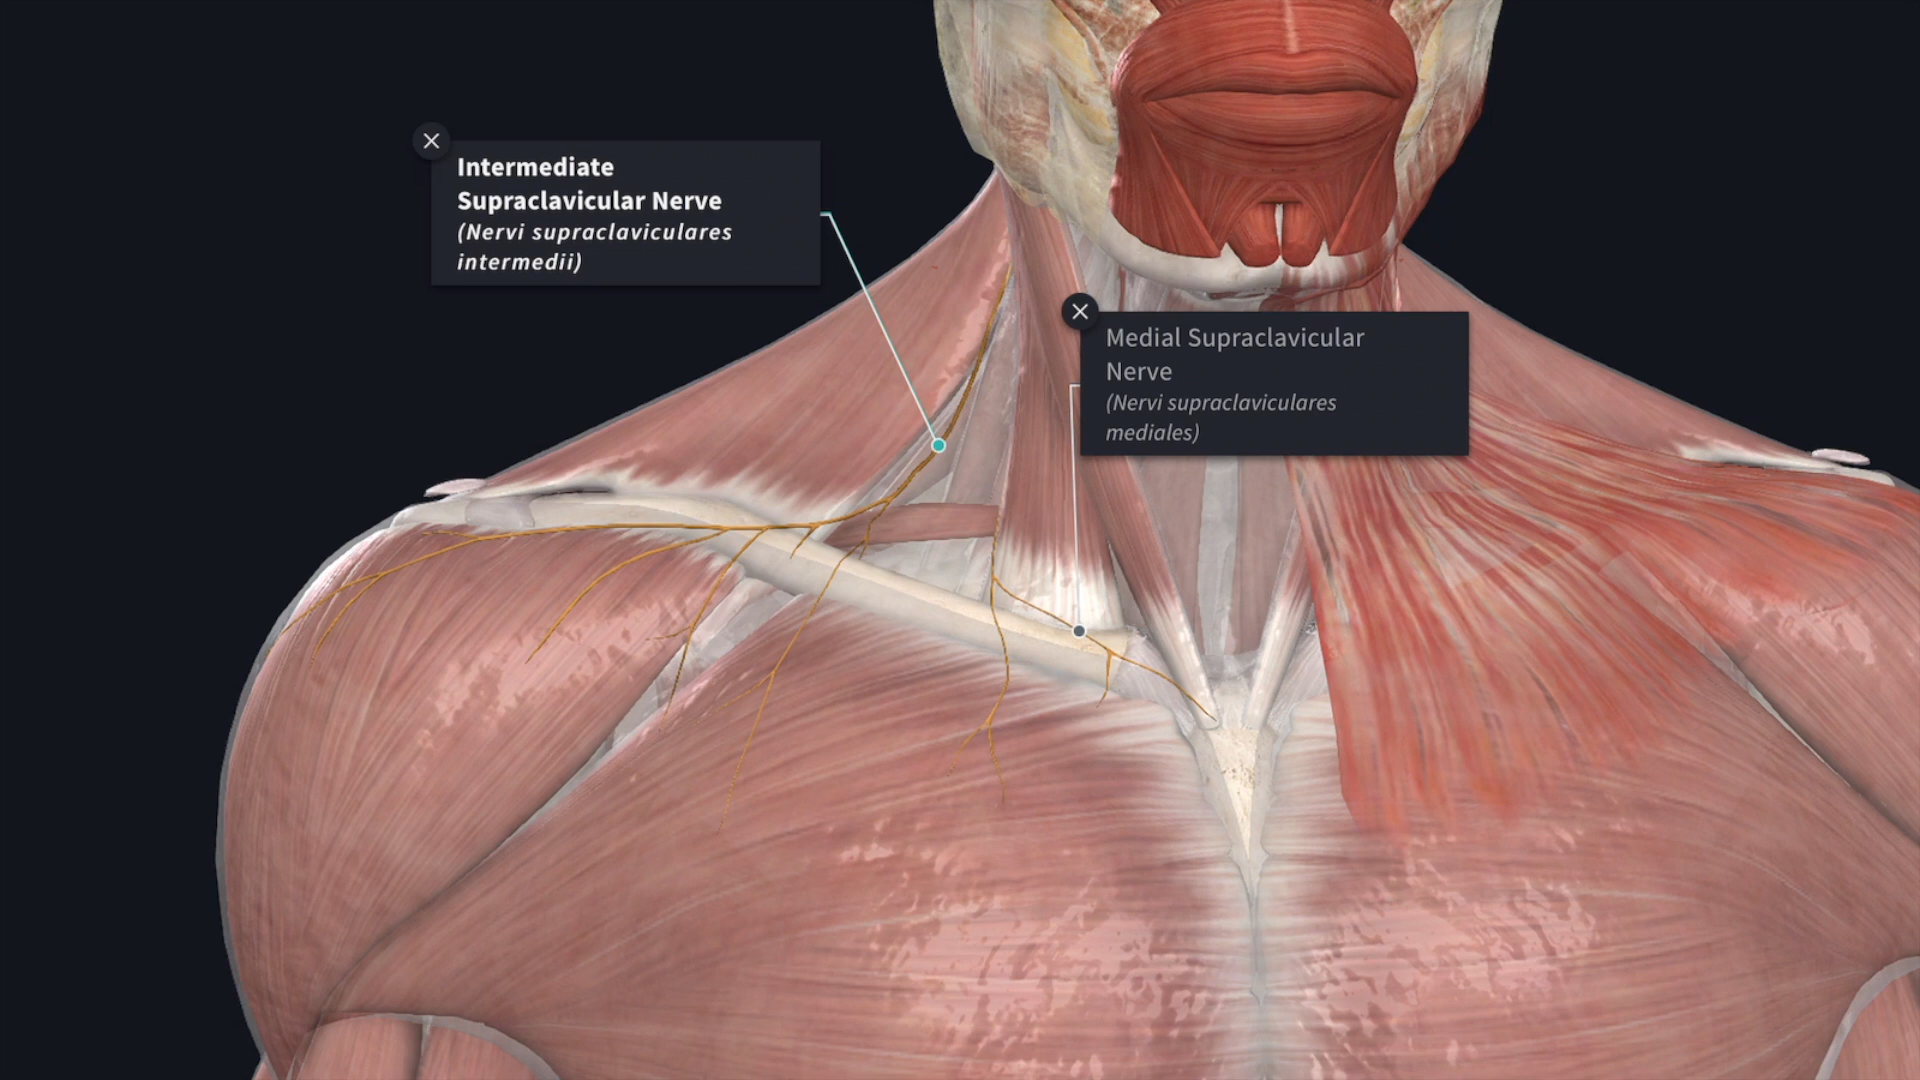 Intermediate
Supraclavicular Nerve
(Nervi supraclaviculares
intermedii)
Medial Supraclavicular
Nerve
(Nervi supraclaviculares
mediales)